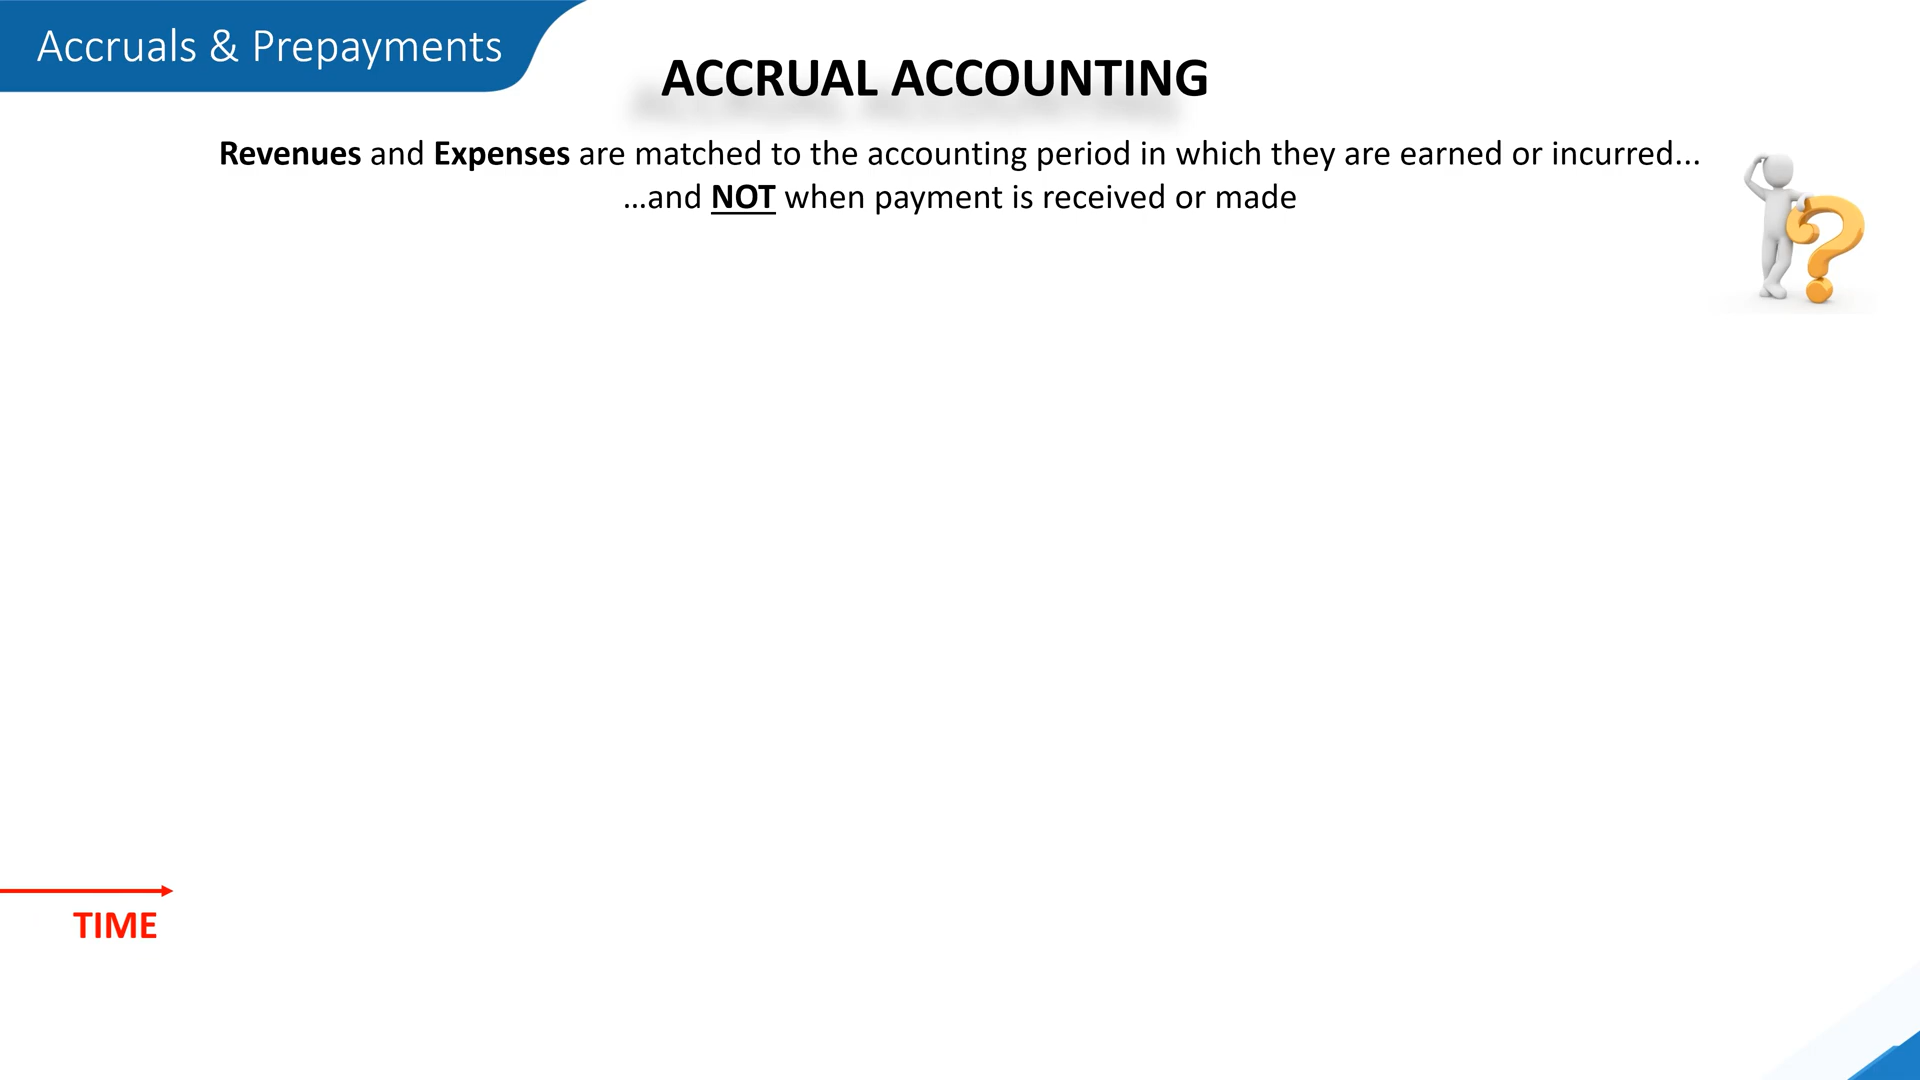 Accruals & Prepayments
ACCRUAL ACCOUNTING
Revenues and Expenses are matched to the accounting period in which they are earned or incurred...
...and NOT when payment is received or made
TIME